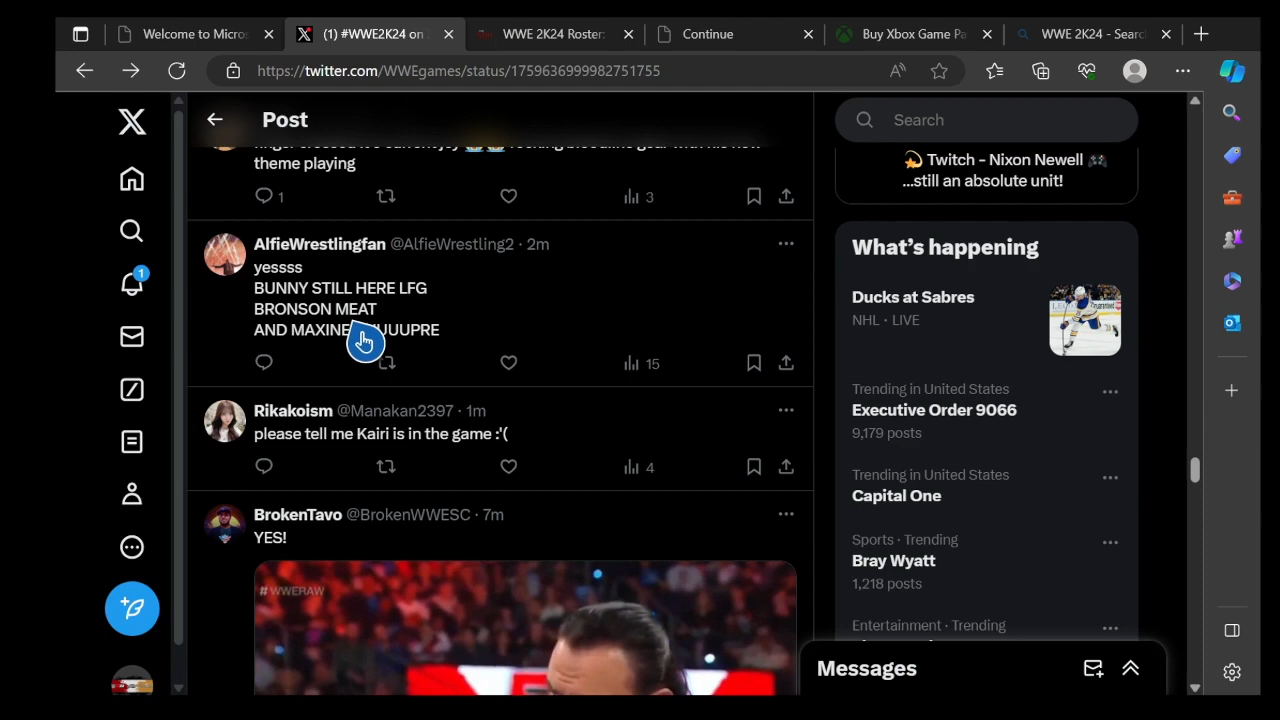 Welcome to Micros
(1) #WWE2K24 on
WWE 2K24 Roster:
Continue
Buy Xbox Game Pa
WWE 2K24 - Searc
https://twitter.com/WWEgames/status/1759636999982751755
Post
theme playing
1
3
AlfieWrestlingfan @AlfieWrestling2 · 2m
yessss
BUNNY STILL HERE LFG
BRONSON MEAT
AND MAXINE UUUPRE
15
Rikakoism @Manakan2397 · 1m
please tell me Kairi is in the game :'(
4
BrokenTavo @BrokenWWESC · 7m
YES!
#WWERAW
Search
Twitch - Nixon Newell
...still an absolute unit!
What's happening
Ducks at Sabres
NHL · LIVE
Trending in United States
Executive Order 9066
9,179 posts
Trending in United States
Capital One
Sports · Trending
Bray Wyatt
1,218 posts
Entertainment · Trending
Messages
1